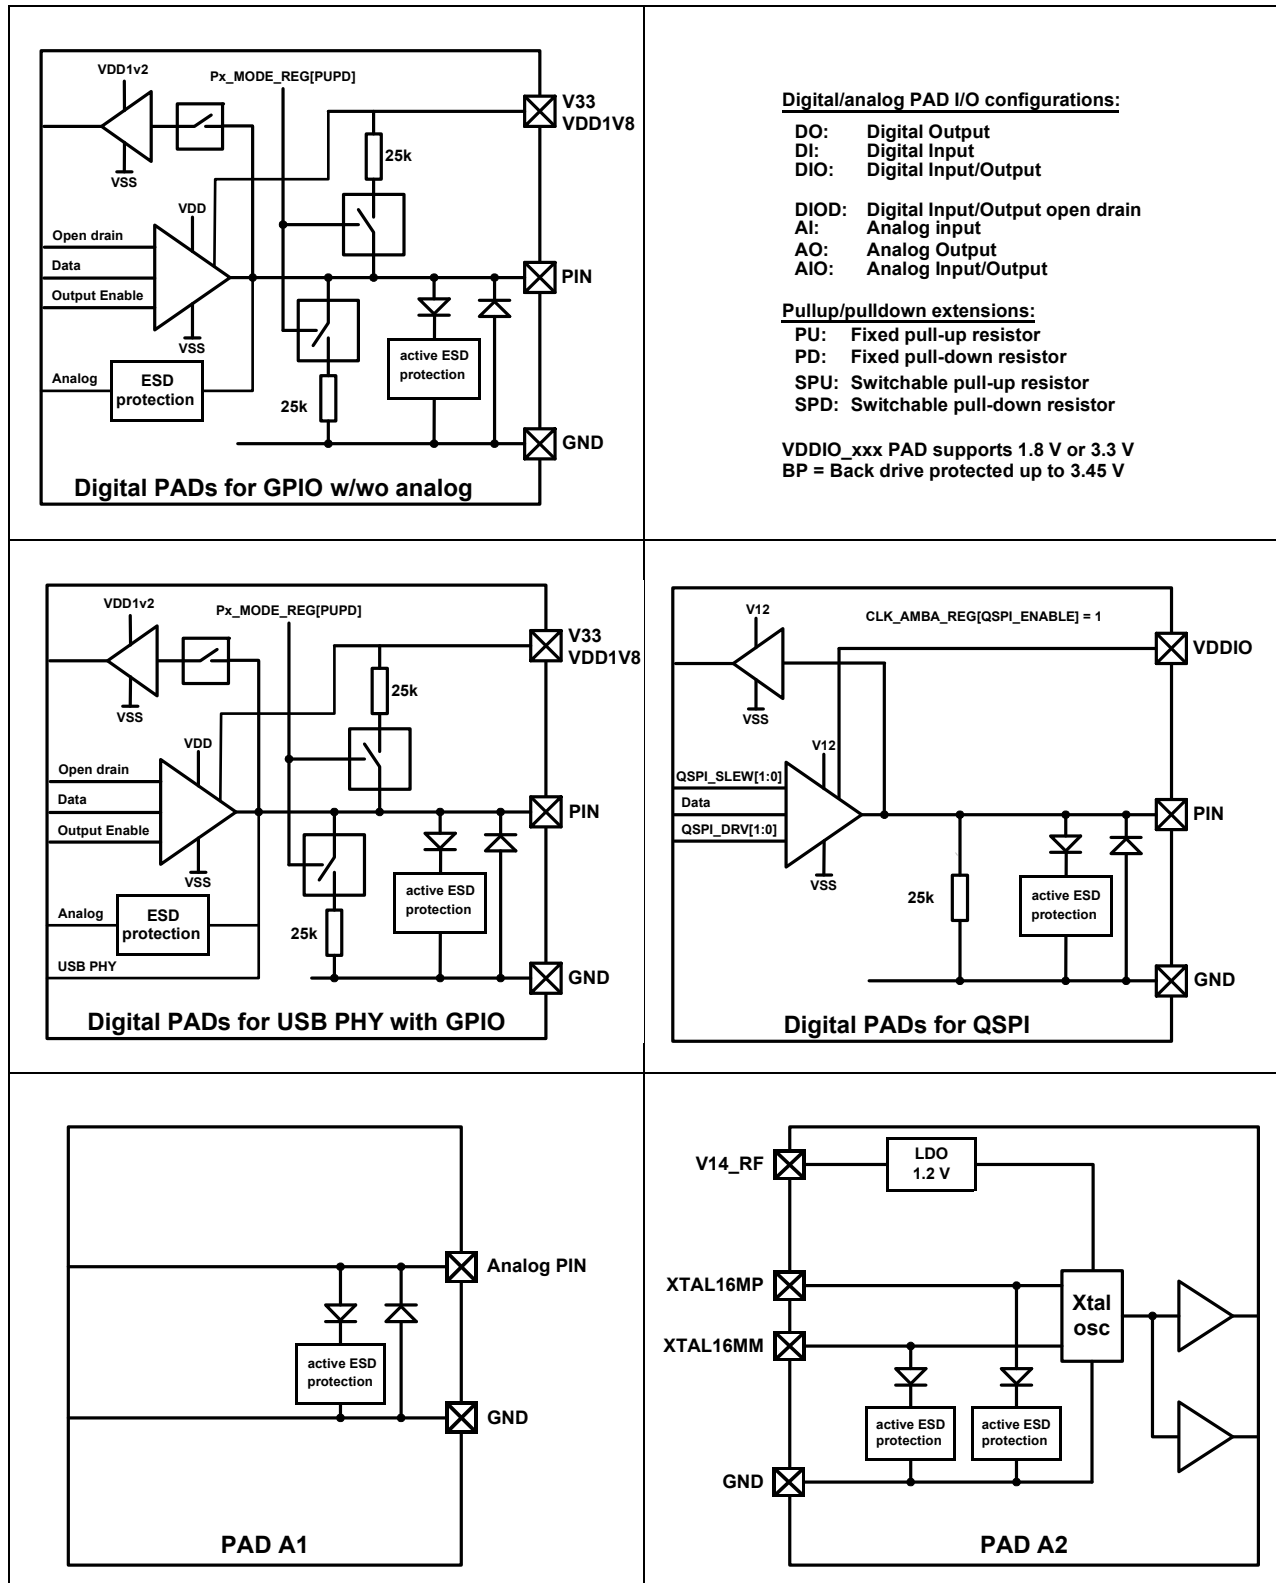 VDD1v2
Px_MODE_REG[PUPD]
V33
VDD1V8
25k
VSS
VDD
Open drain
Data
Output Enable
PIN
VSS
Analog
ESD
protection
active ESD
protection
25k
GND
Digital PADs for GPIO w/wo analog
Digital/analog PAD I/O configurations:
DO: Digital Output
DI: Digital Input
DIO: Digital Input/Output
DIOD: Digital Input/Output open drain
AI: Analog input
AO: Analog Output
AIO: Analog Input/Output
Pullup/pulldown extensions:
PU: Fixed pull-up resistor
PD: Fixed pull-down resistor
SPU: Switchable pull-up resistor
SPD: Switchable pull-down resistor
VDDIO_xxx PAD supports 1.8 V or 3.3 V
BP = Back drive protected up to 3.45 V
VDD1v2
Px_MODE_REG[PUPD]
V33
VDD1V8
25k
VSS
VDD
Open drain
Data
Output Enable
PIN
VSS
Analog
ESD
protection
active ESD
protection
25k
USB PHY
GND
Digital PADs for USB PHY with GPIO
V12
CLK_AMBA_REG[QSPI_ENABLE] = 1
VDDIO
VSS
V12
QSPI_SLEW[1:0]
Data
QSPI_DRV[1:0]
PIN
VSS
25k
active ESD
protection
GND
Digital PADs for QSPI
Analog PIN
active ESD
protection
GND
PAD A1
V14_RF
LDO
1.2 V
XTAL16MP
Xtal
osc
XTAL16MM
active ESD
protection
active ESD
protection
GND
PAD A2